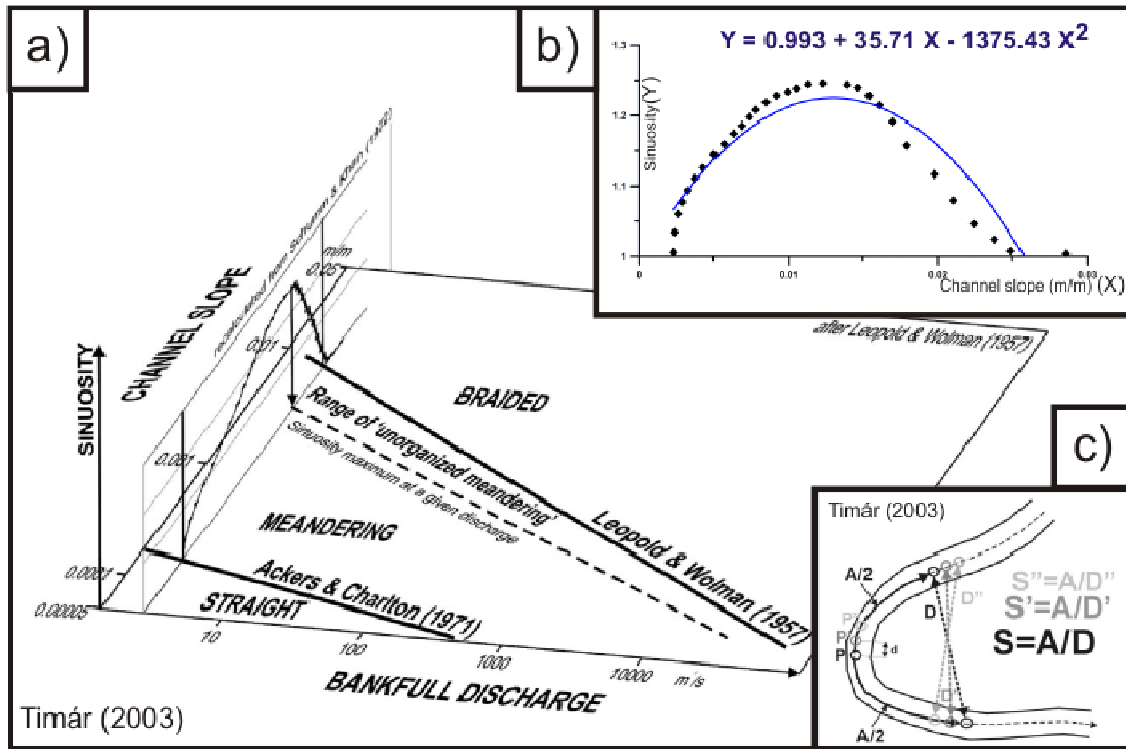 a)
SINUOSITY
CHANNEL SLOPE
m/m
0.05
0.01
0.001
0.0001
0.00005
BRAIDED
after Leopold & Wolman (1957)
Range of 'unorganized meandering'
Sinuosity maximum at a given discharge
Leopold & Wolman (1957)
MEANDERING
Ackers & Charlton (1971)
STRAIGHT
10
100
1000
10000
m³/s
BANKFULL DISCHARGE
Timár (2003)
b)
Y = 0.993 + 35.71 X - 1375.43 X²
1.3
1.2
1.1
1
Sinuosity(Y)
0
0.01
0.02
0.03
Channel slope (m/m) (X)
c)
Timár (2003)
A/2
D
D''
S''=A/D''
S'=A/D'
S=A/D
P''
P'
P
d
D'
A/2